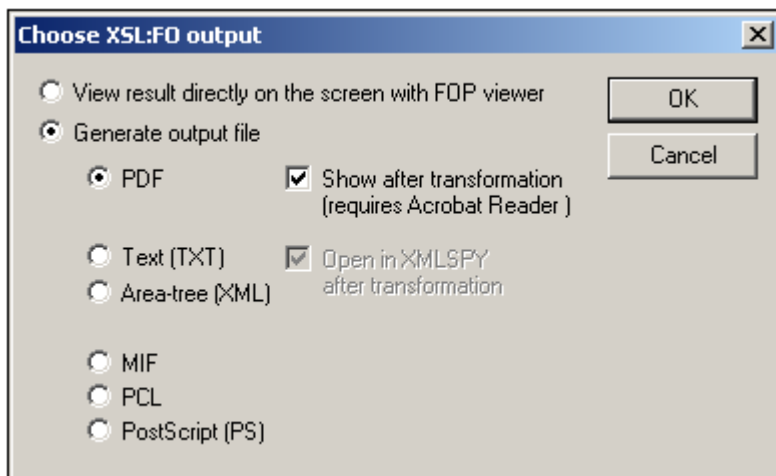 Choose XSL:FO output
View result directly on the screen with FOP viewer
OK
Generate output file
Cancel
PDF
Show after transformation
(requires Acrobat Reader )
Text (TXT)
Open in XMLSPY
after transformation
Area-tree (XML)
MIF
PCL
PostScript (PS)